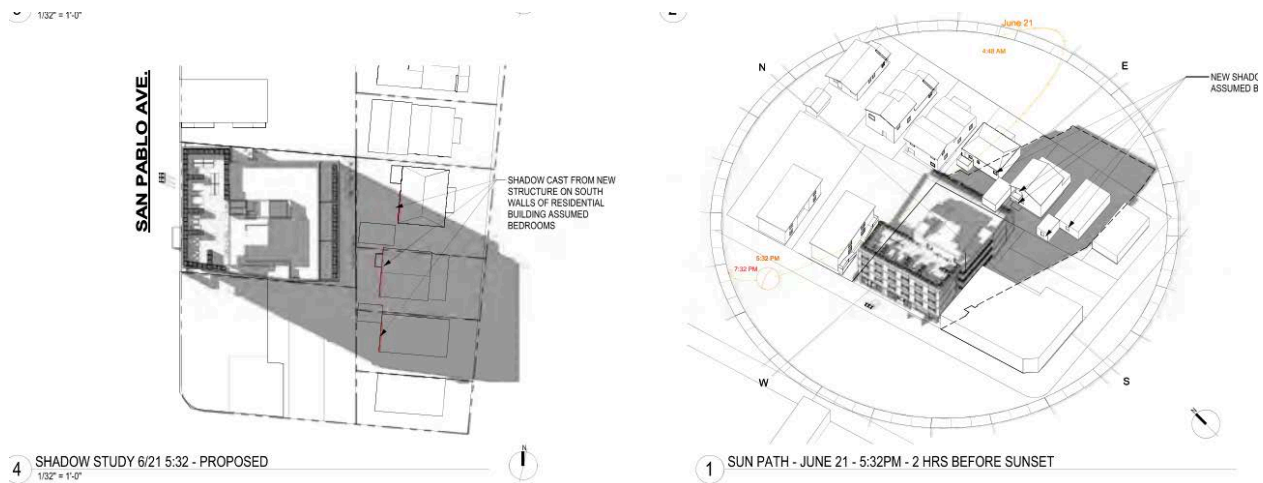 1/32" = 1'-0"
SAN PABLO AVE.
SHADOW CAST FROM NEW
STRUCTURE ON SOUTH
WALLS OF RESIDENTIAL
BUILDING ASSUMED
BEDROOMS
4
SHADOW STUDY 6/21 5:32 - PROPOSED
1/32" = 1'-0"
N
2
June 21
4:48 AM
N
E
NEW SHADO
ASSUMED B
5:32 PM
7:32 PM
W
S
1
SUN PATH - JUNE 21 - 5:32PM - 2 HRS BEFORE SUNSET